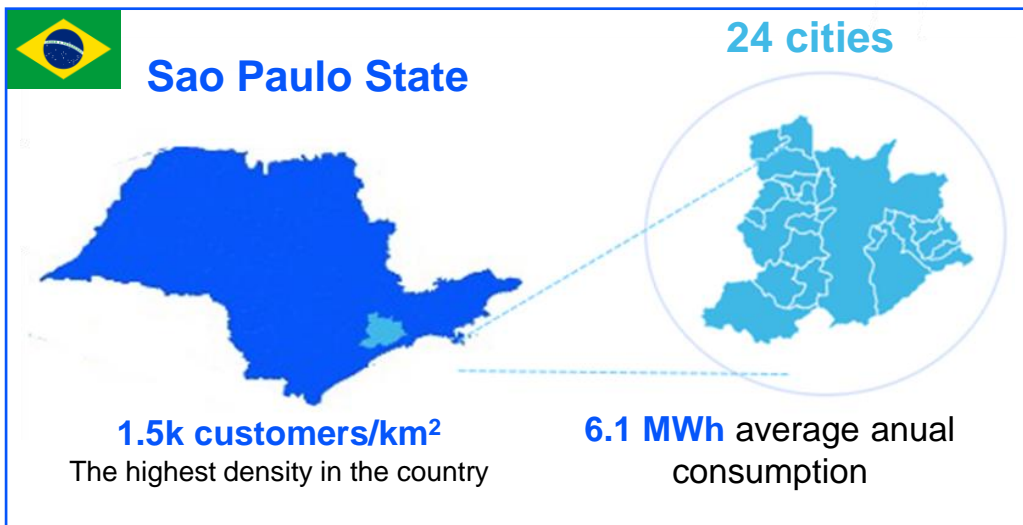 Sao Paulo State
24 cities
1.5k customers/km²
The highest density in the country
6.1 MWh average anual
consumption